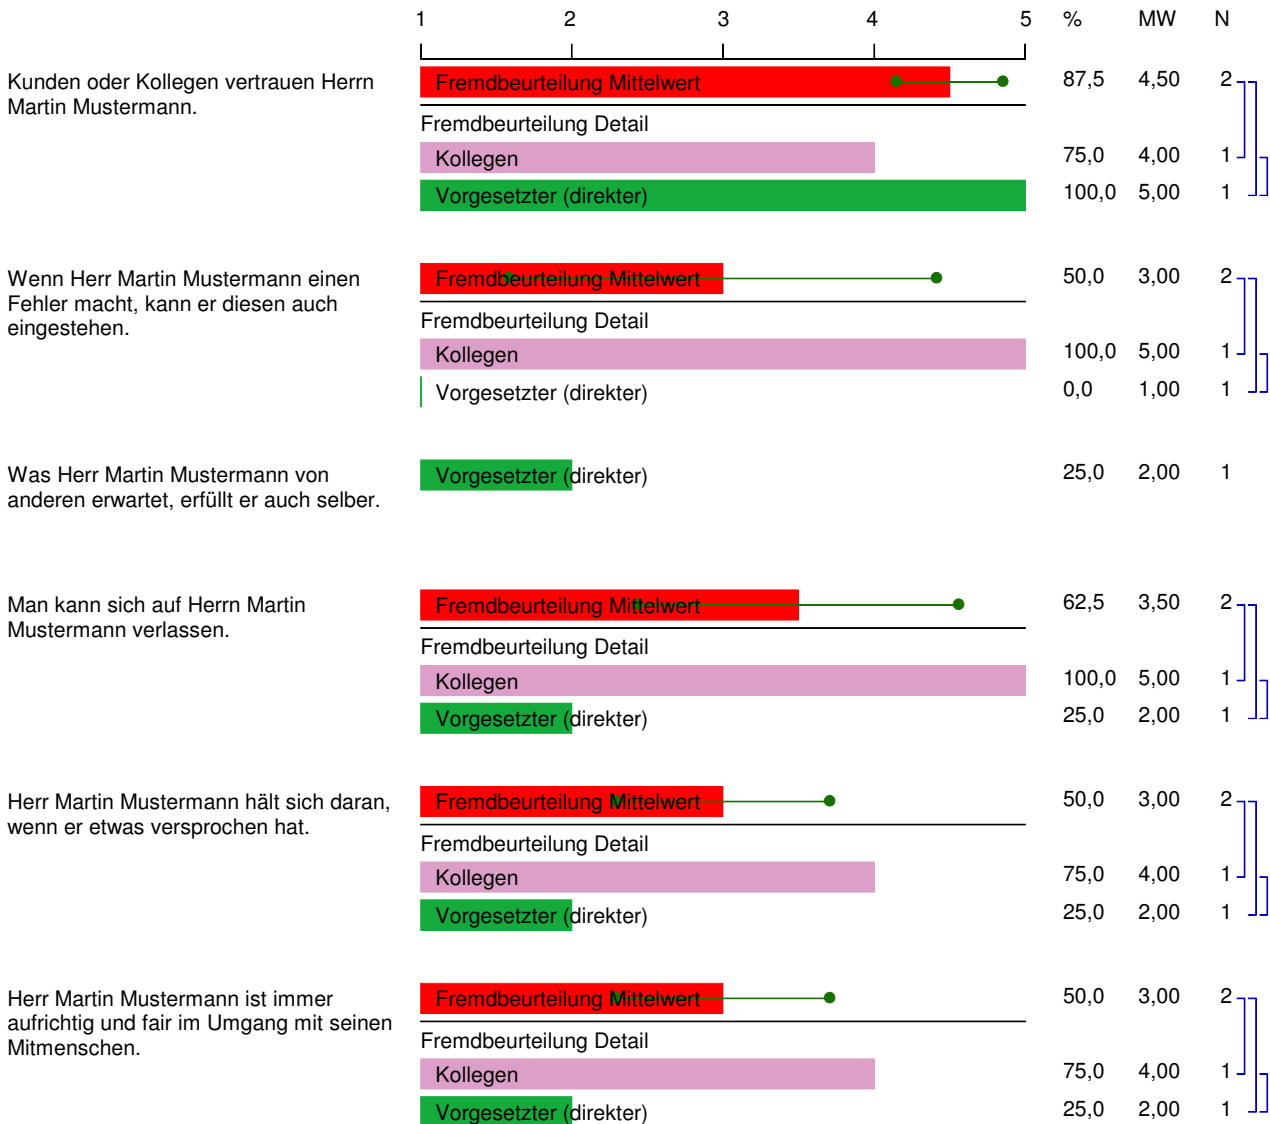 1 2 3 4 5 % MW N
Kunden oder Kollegen vertrauen Herrn
Martin Mustermann.
Fremdbeurteilung Mittelwert 87,5 4,50 2
Fremdbeurteilung Detail
Kollegen 75,0 4,00 1
Vorgesetzter (direkter) 100,0 5,00 1
Wenn Herr Martin Mustermann einen
Fehler macht, kann er diesen auch
eingestehen.
Fremdbeurteilung Mittelwert 50,0 3,00 2
Fremdbeurteilung Detail
Kollegen 100,0 5,00 1
Vorgesetzter (direkter) 0,0 1,00 1
Was Herr Martin Mustermann von
anderen erwartet, erfüllt er auch selber.
Vorgesetzter (direkter) 25,0 2,00 1
Man kann sich auf Herrn Martin
Mustermann verlassen.
Fremdbeurteilung Mittelwert 62,5 3,50 2
Fremdbeurteilung Detail
Kollegen 100,0 5,00 1
Vorgesetzter (direkter) 25,0 2,00 1
Herr Martin Mustermann hält sich daran,
wenn er etwas versprochen hat.
Fremdbeurteilung Mittelwert 50,0 3,00 2
Fremdbeurteilung Detail
Kollegen 75,0 4,00 1
Vorgesetzter (direkter) 25,0 2,00 1
Herr Martin Mustermann ist immer
aufrichtig und fair im Umgang mit seinen
Mitmenschen.
Fremdbeurteilung Mittelwert 50,0 3,00 2
Fremdbeurteilung Detail
Kollegen 75,0 4,00 1
Vorgesetzter (direkter) 25,0 2,00 1